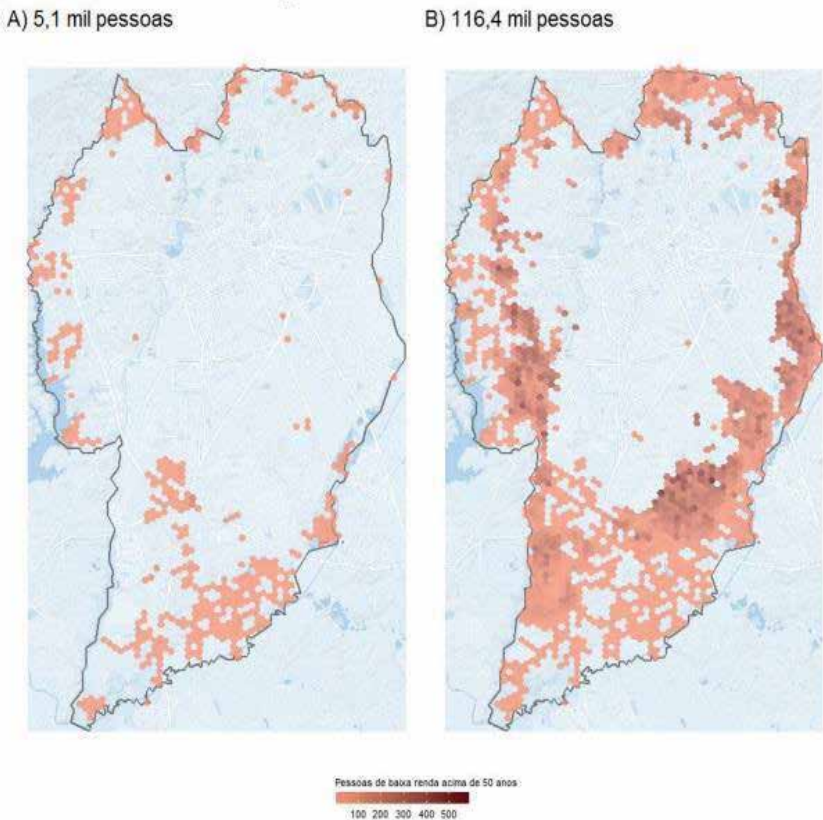 A) 5,1 mil pessoas
B) 116,4 mil pessoas
Pessoas de baixa renda acima de 50 anos
100 200 300 400 500